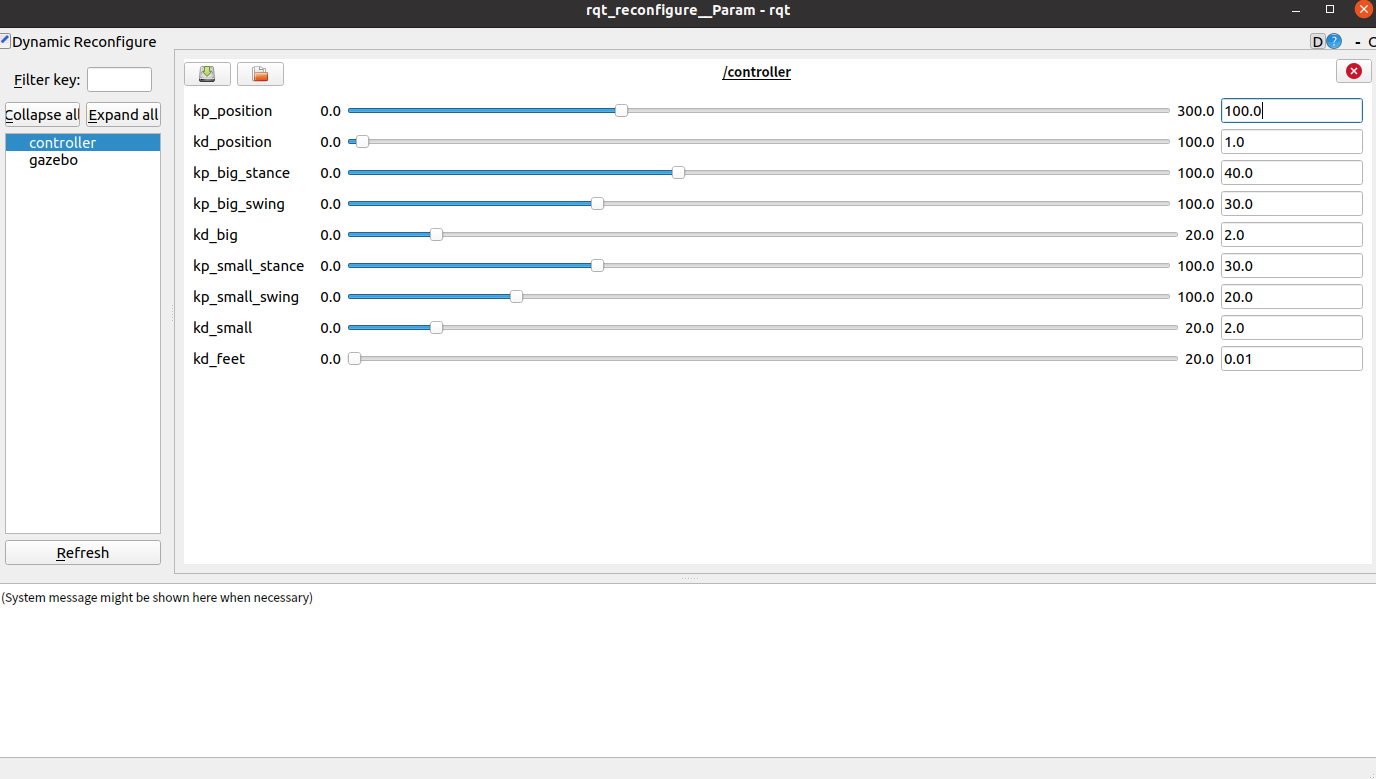 rqt_reconfigure__Param - rqt
Dynamic Reconfigure
D ? - O
Filter key:
Collapse all Expand all
controller
gazebo
Refresh
/controller
kp_position 0.0 300.0 100.0
kd_position 0.0 100.0 1.0
kp_big_stance 0.0 100.0 40.0
kp_big_swing 0.0 100.0 30.0
kd_big 0.0 20.0 2.0
kp_small_stance 0.0 100.0 30.0
kp_small_swing 0.0 100.0 20.0
kd_small 0.0 20.0 2.0
kd_feet 0.0 20.0 0.01
(System message might be shown here when necessary)